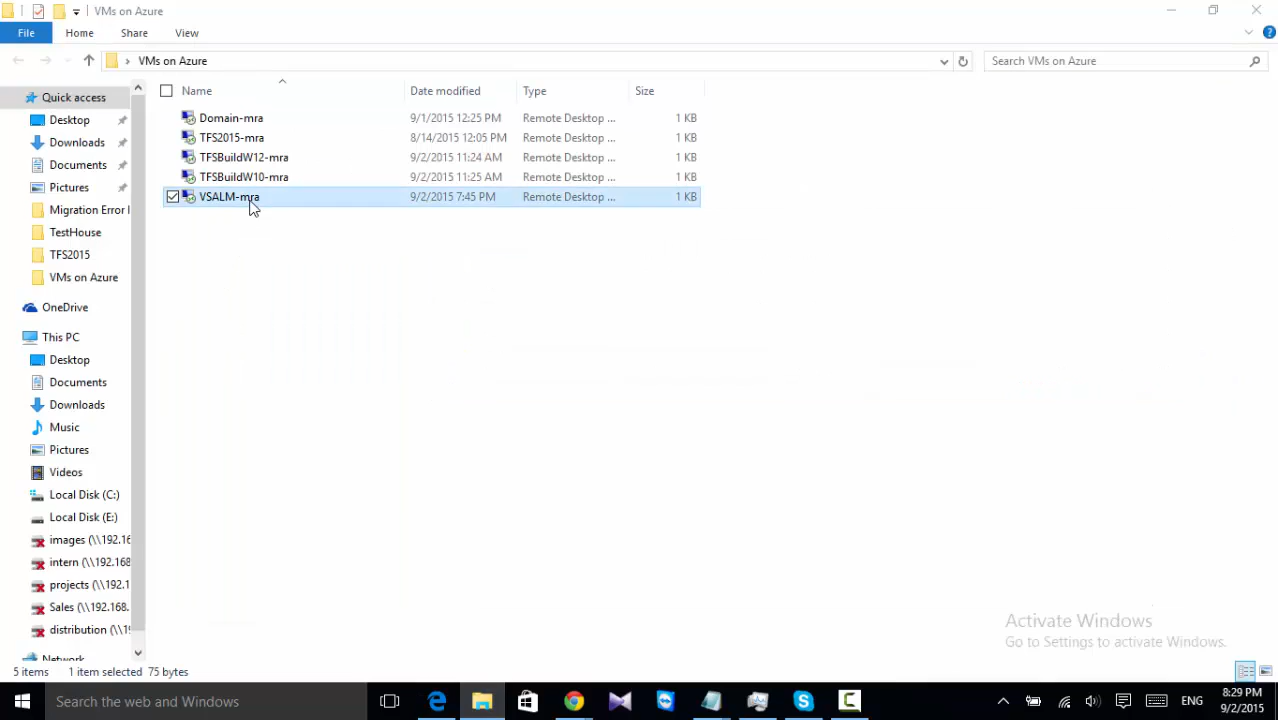 VMs on Azure
File Home Share View
VMs on Azure
Search VMs on Azure
Name Date modified Type Size
Domain-mra 9/1/2015 12:25 PM Remote Desktop ... 1 KB
TFS2015-mra 8/14/2015 12:05 PM Remote Desktop ... 1 KB
TFSBuildW12-mra 9/2/2015 11:24 AM Remote Desktop ... 1 KB
TFSBuildW10-mra 9/2/2015 11:25 AM Remote Desktop ... 1 KB
VSALM-mra 9/2/2015 7:45 PM Remote Desktop ... 1 KB
Quick access
Desktop
Downloads
Documents
Pictures
Migration Error
TestHouse
TFS2015
VMs on Azure
OneDrive
This PC
Desktop
Documents
Downloads
Music
Pictures
Videos
Local Disk (C:)
Local Disk (E:)
images (\\192.16
intern (\\192.168
projects (\\192.1
Sales (\\192.168.
distribution (\\19
Network
Activate Windows
Go to Settings to activate Windows.
5 items 1 item selected 75 bytes
Search the web and Windows
ENG
8:29 PM
9/2/2015